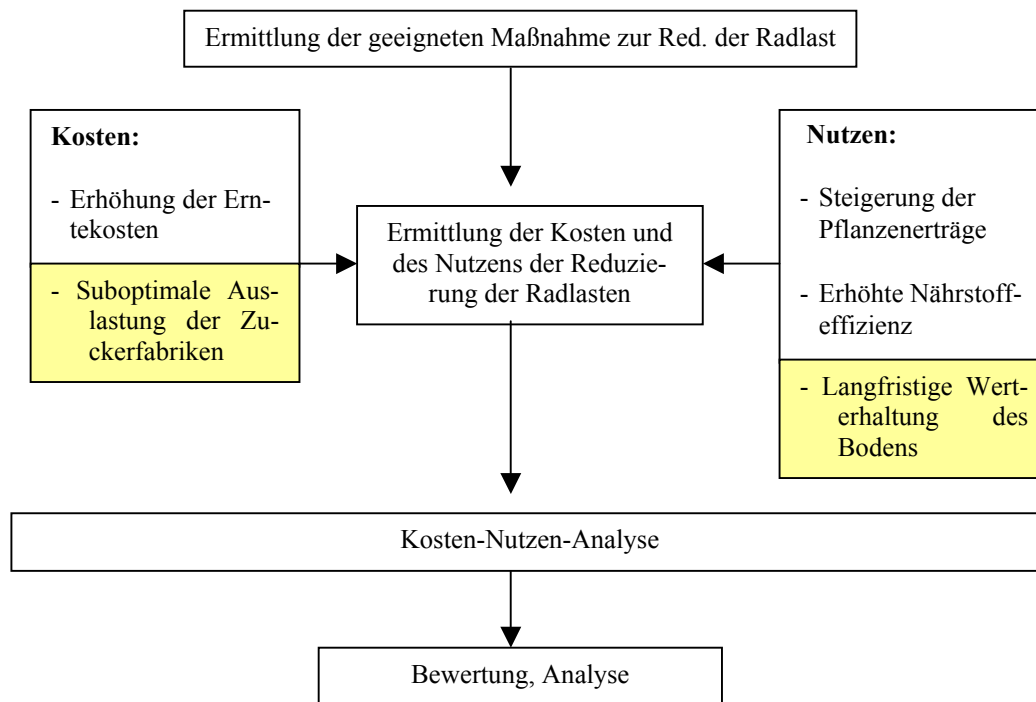 Ermittlung der geeigneten Maßnahme zur Red. der Radlast
Kosten:
- Erhöhung der Ern-
tekosten
- Suboptimale Aus-
lastung der Zu-
ckerfabriken
Ermittlung der Kosten und
des Nutzens der Reduzie-
rung der Radlasten
Nutzen:
- Steigerung der
Pflanzenerträge
- Erhöhte Nährstoff-
effizienz
- Langfristige Wert-
erhaltung des
Bodens
Kosten-Nutzen-Analyse
Bewertung, Analyse